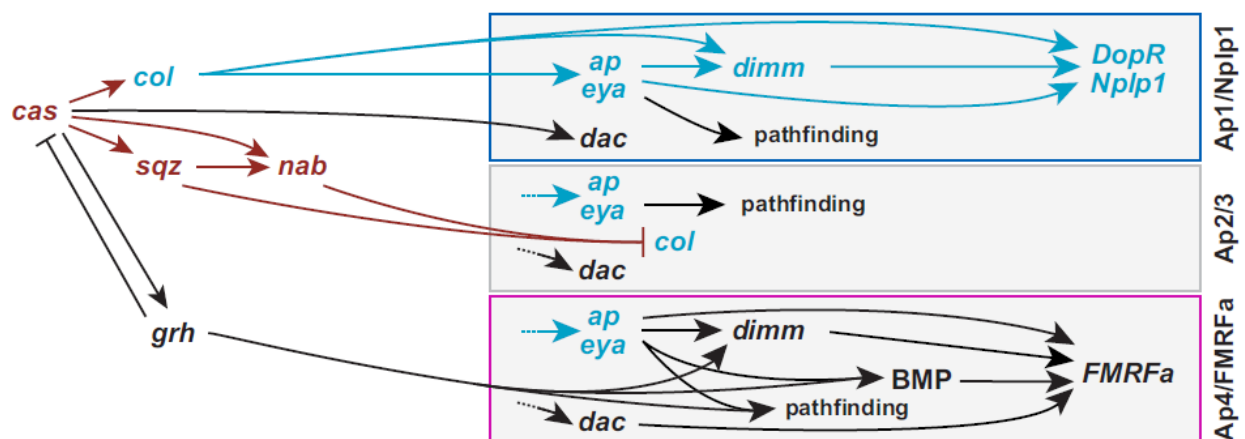 col
cas
sqz
nab
grh
ap
eya
dimm
DopR
Nplp1
dac
pathfinding
Ap1/Nplp1
ap
eya
pathfinding
col
dac
Ap2/3
ap
eya
dimm
BMP
FMRFa
pathfinding
dac
Ap4/FMRFa